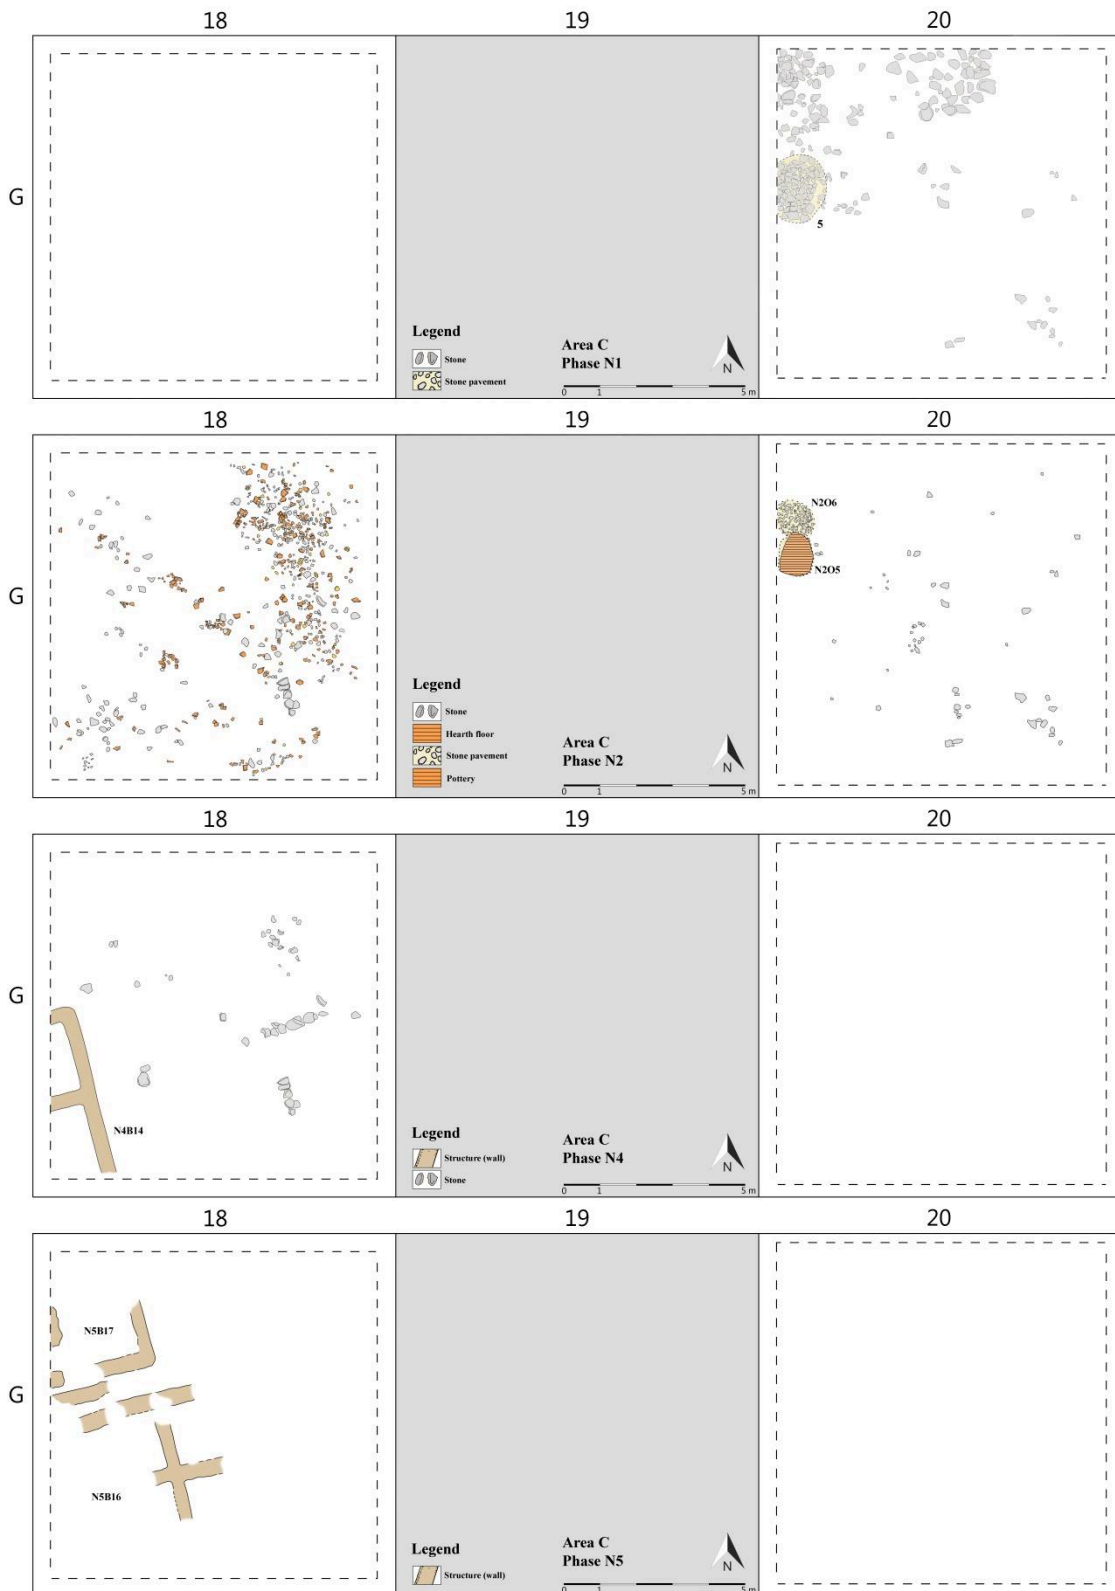 18 19 20
G
5
Legend
Stone
Stone pavement
Area C
Phase N1
N
0 1 5 m
18 19 20
G
N2O6
N2O5
Legend
Stone
Hearth floor
Stone pavement
Pottery
Area C
Phase N2
N
0 1 5 m
18 19 20
G
N4B14
Legend
Structure (wall)
Stone
Area C
Phase N4
N
0 1 5 m
18 19 20
G
N5B17
N5B16
Legend
Structure (wall)
Area C
Phase N5
N
0 1 5 m